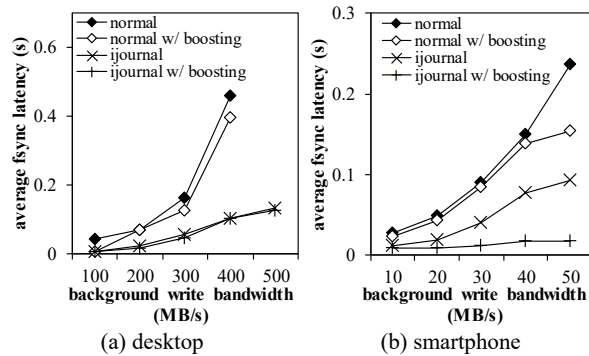 average fsync latency (s)
0.6
0.4
0.2
0
normal
normal w/ boosting
ijournal
ijournal w/ boosting
100 200 300 400 500
background write bandwidth
(MB/s)
(a) desktop
average fsync latency (s)
0.3
0.2
0.1
0
normal
normal w/ boosting
ijournal
ijournal w/ boosting
10 20 30 40 50
background write bandwidth
(MB/s)
(b) smartphone